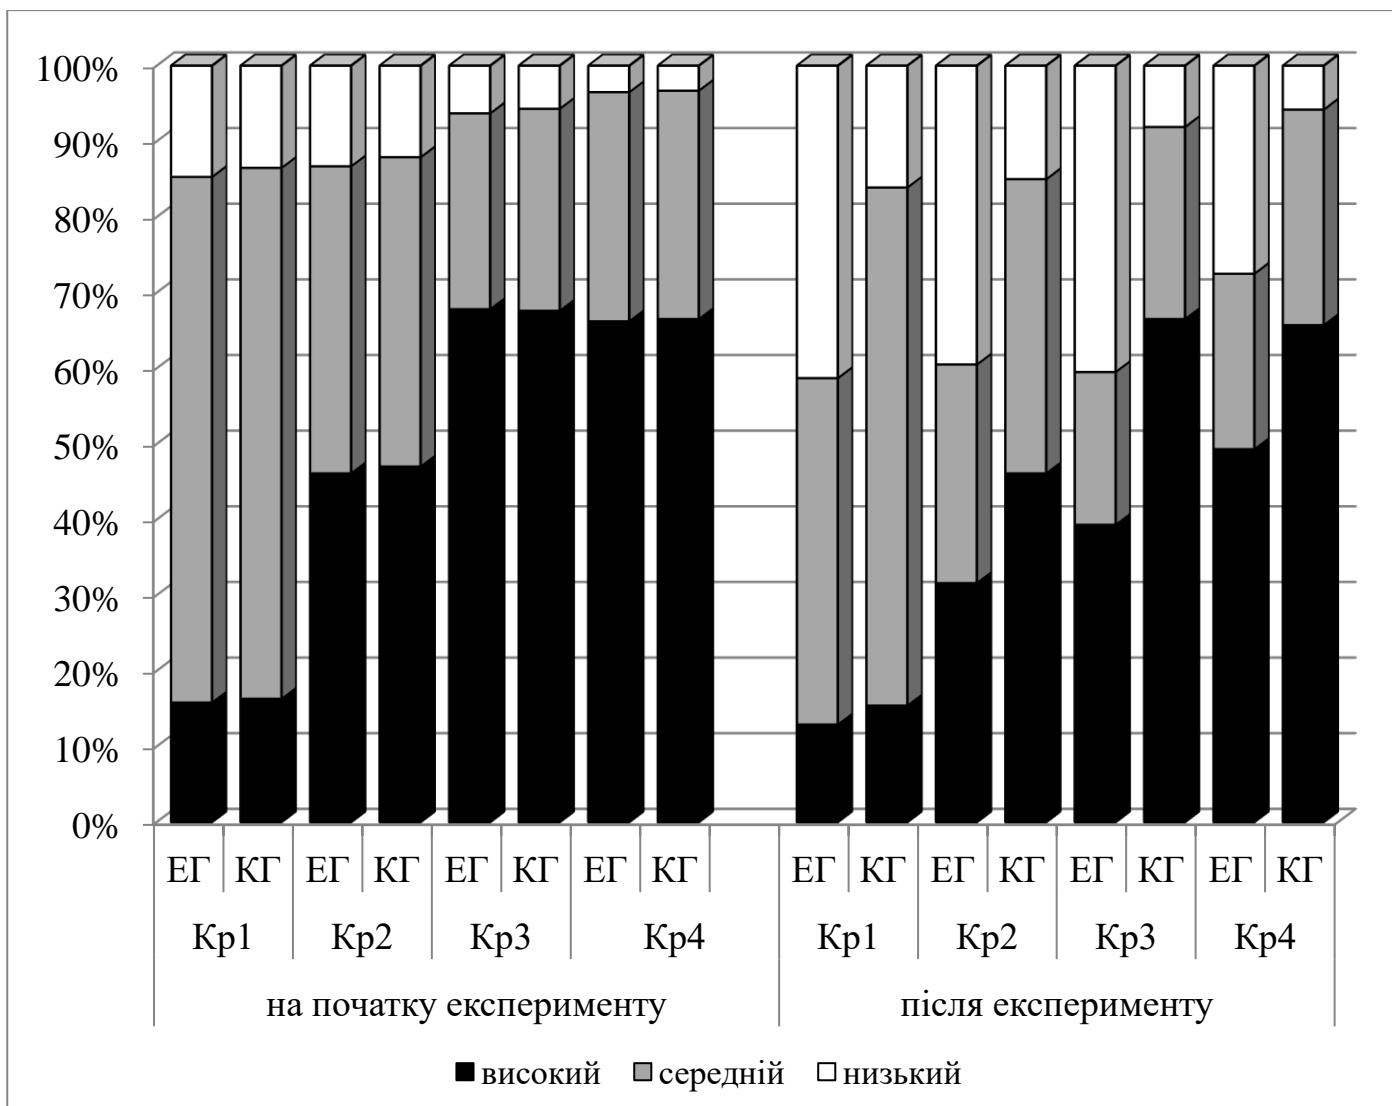 100%
90%
80%
70%
60%
50%
40%
30%
20%
10%
0%
ЕГ КГ ЕГ КГ ЕГ КГ ЕГ КГ ЕГ КГ ЕГ КГ ЕГ КГ ЕГ КГ
Кр1 Кр2 Кр3 Кр4 Кр1 Кр2 Кр3 Кр4
на початку експерименту після експерименту
високий середній низький